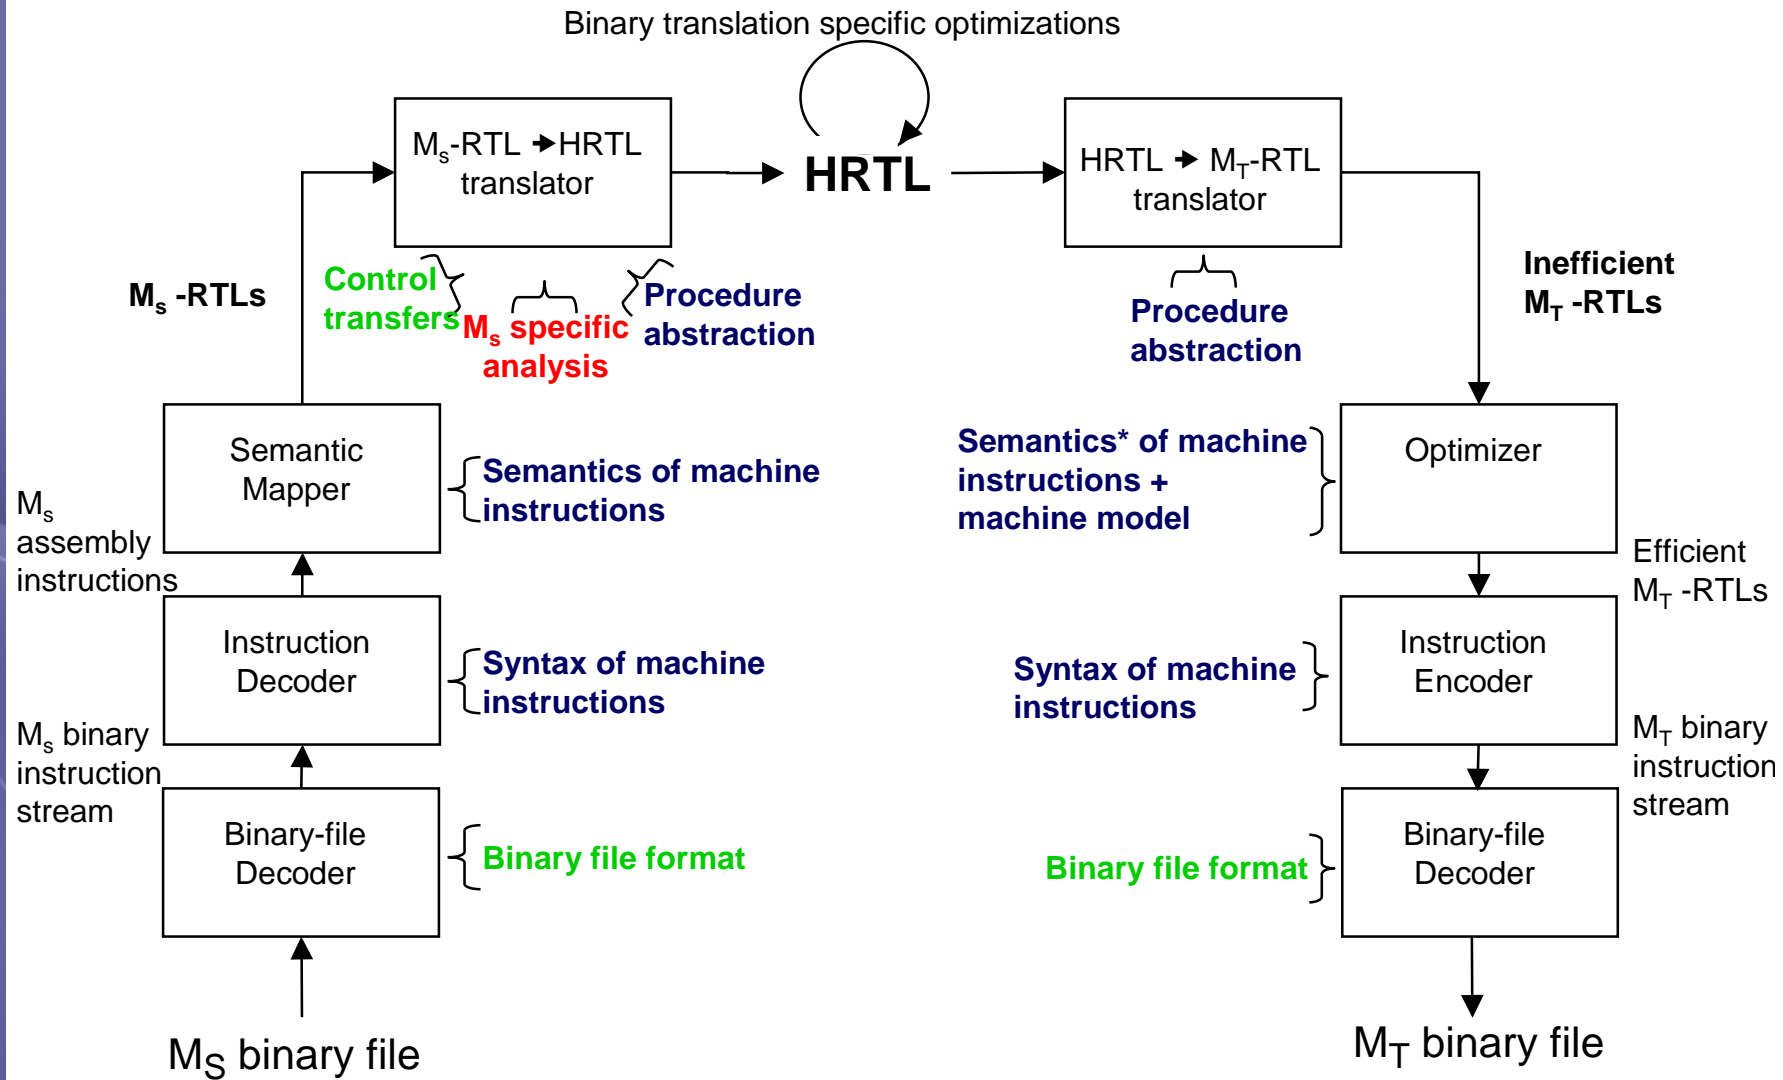 Binary translation specific optimizations
Ms-RTL ➔HRTL
translator
HRTL
HRTL ➔ MT-RTL
translator
Ms -RTLs
Control
transfers
Ms specific
analysis
Procedure
abstraction
Procedure
abstraction
Inefficient
MT -RTLs
Semantic
Mapper
Semantics of machine
instructions
Semantics* of machine
instructions +
machine model
Optimizer
Ms
assembly
instructions
Efficient
MT -RTLs
Instruction
Decoder
Syntax of machine
instructions
Syntax of machine
instructions
Instruction
Encoder
Ms binary
instruction
stream
MT binary
instruction
stream
Binary-file
Decoder
Binary file format
Binary file format
Binary-file
Decoder
MS binary file
MT binary file